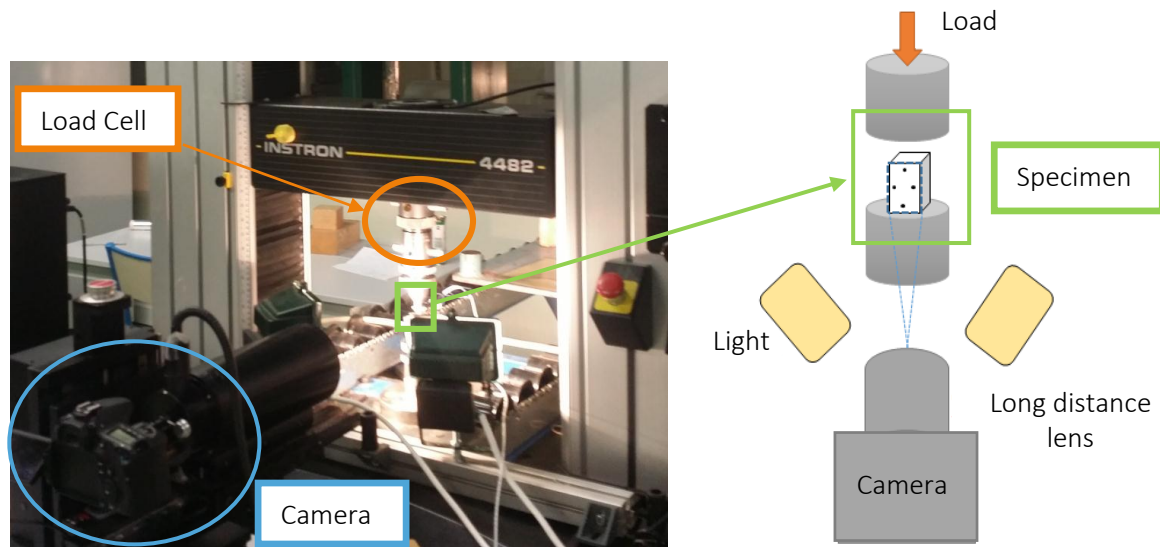 Load
Load Cell
INSTRON
4482
Specimen
Light
Long distance
lens
Camera
Camera